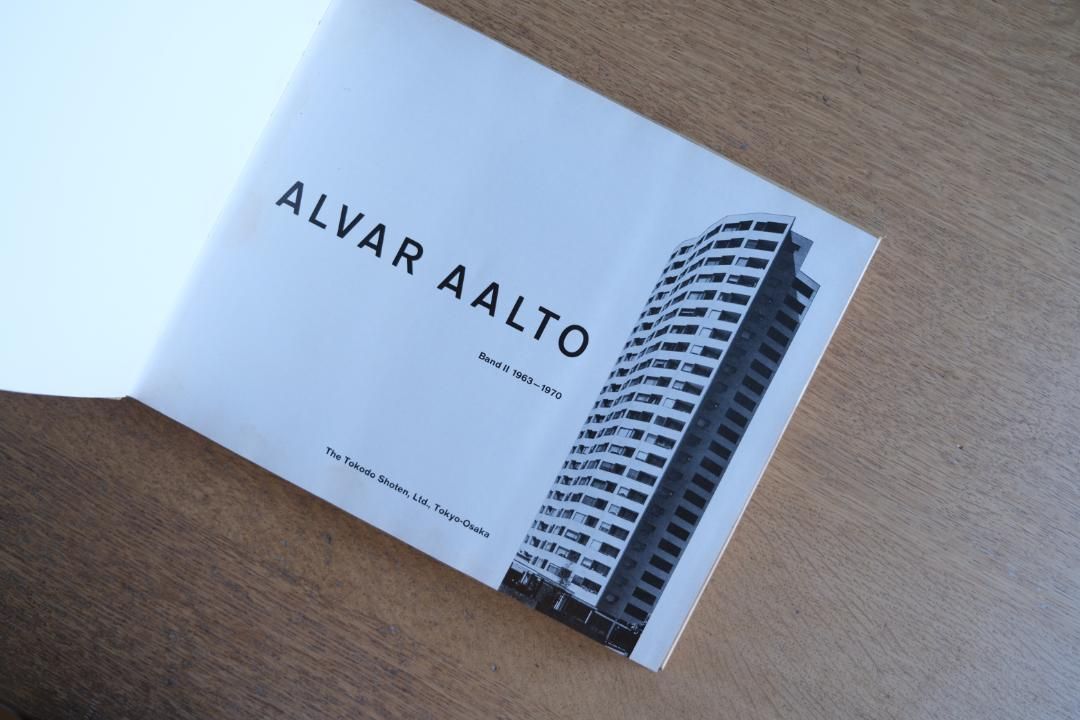 ALVAR AALTO
Band II 1963–1970
The Tokodo Shoten, Ltd., Tokyo-Osaka